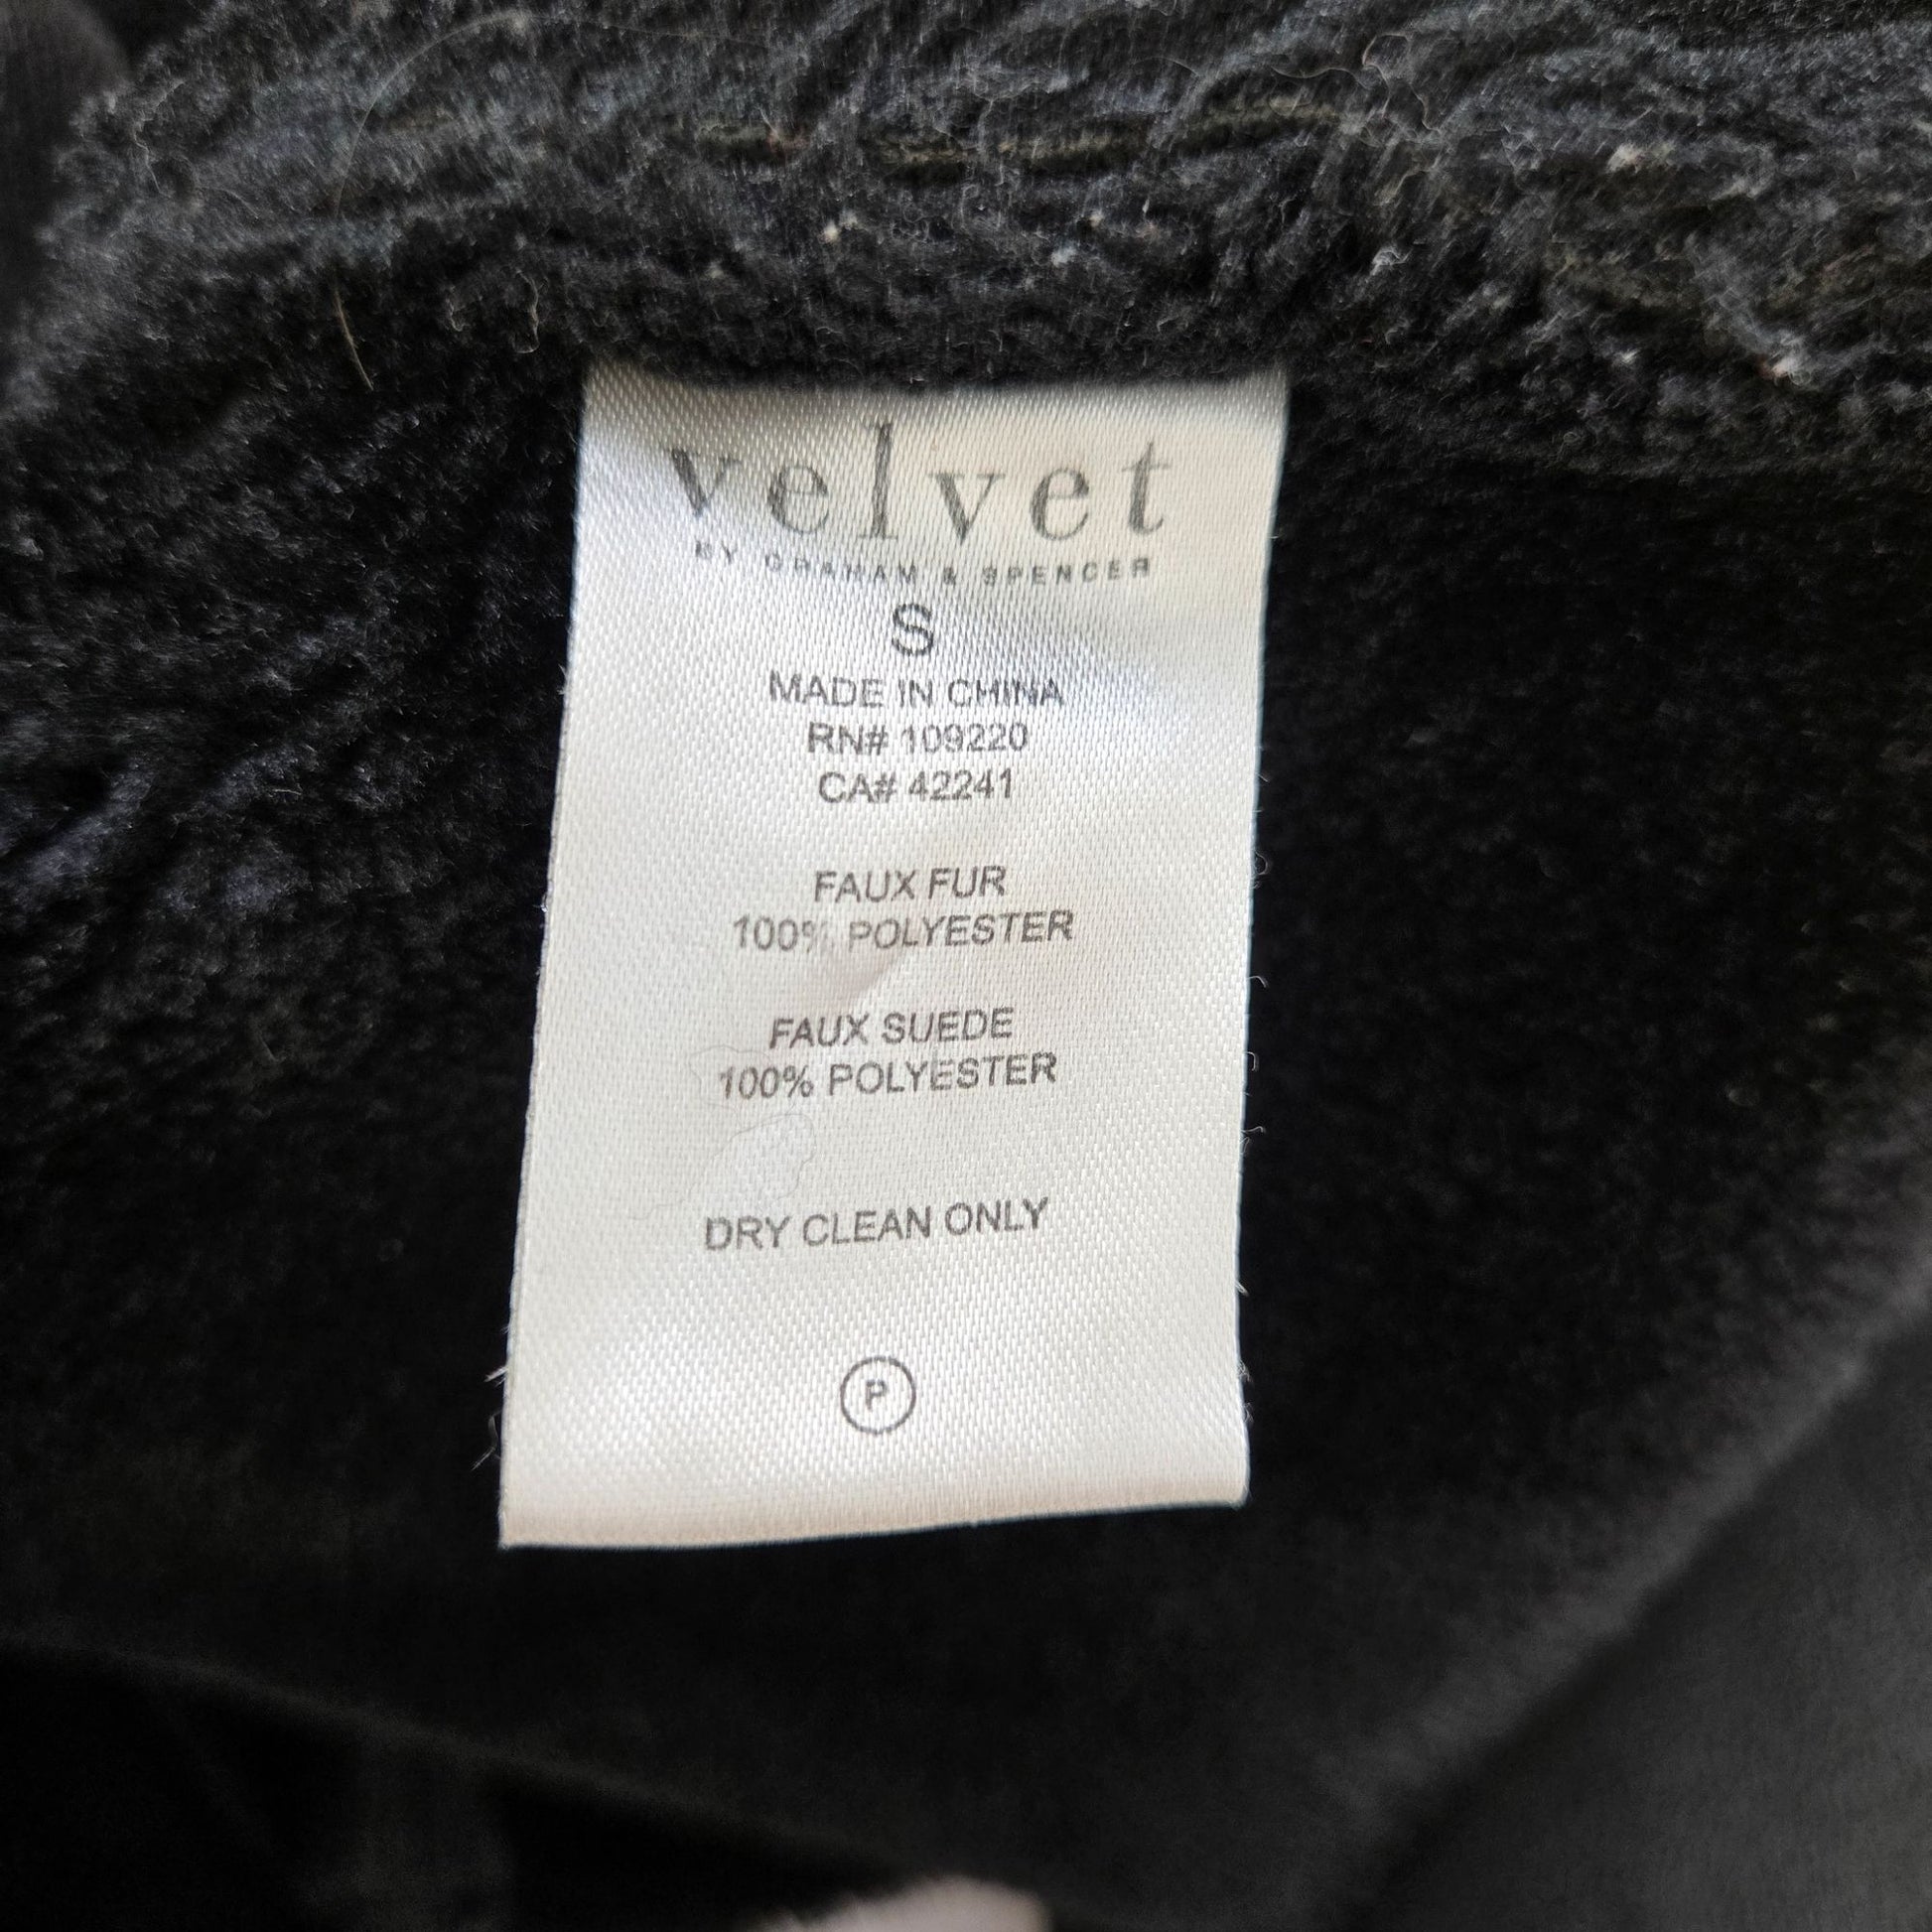 velvet
BY GRAHAM & SPENCER
S
MADE IN CHINA
RN# 109220
CA# 42241
FAUX FUR
100% POLYESTER
FAUX SUEDE
100% POLYESTER
DRY CLEAN ONLY
P